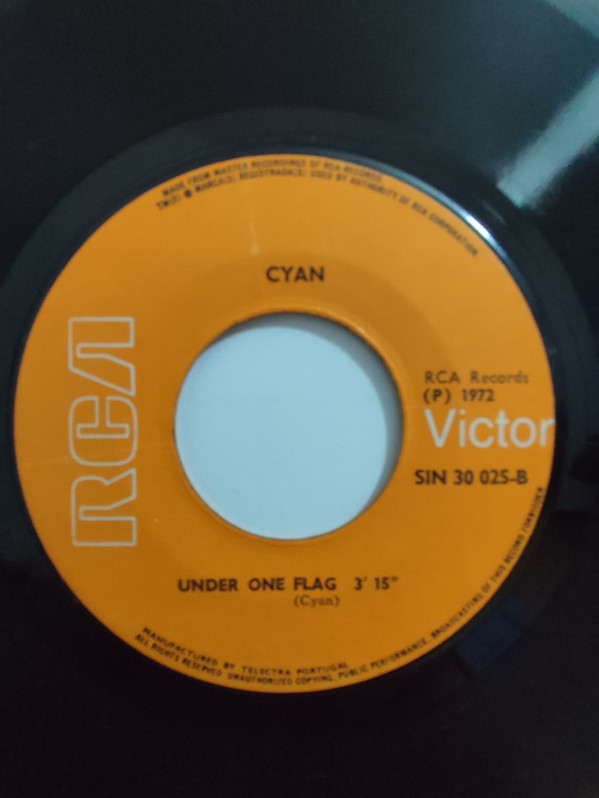 MADE FROM MASTER RECORDINGS OF RCA RECORDS.
TM(S) ® MARCA(S) REGISTRADA(S) USED BY AUTHORITY OF RCA CORPORATION
CYAN
RCA
RCA Records
(P) 1972
Victor
SIN 30 025-B
UNDER ONE FLAG 3' 15"
(Cyan)
MANUFACTURED BY TELECTRA PORTUGAL
ALL RIGHTS RESERVED. UNAUTHORIZED COPYING, PUBLIC PERFORMANCE, BROADCASTING OF THIS RECORD FORBIDDEN